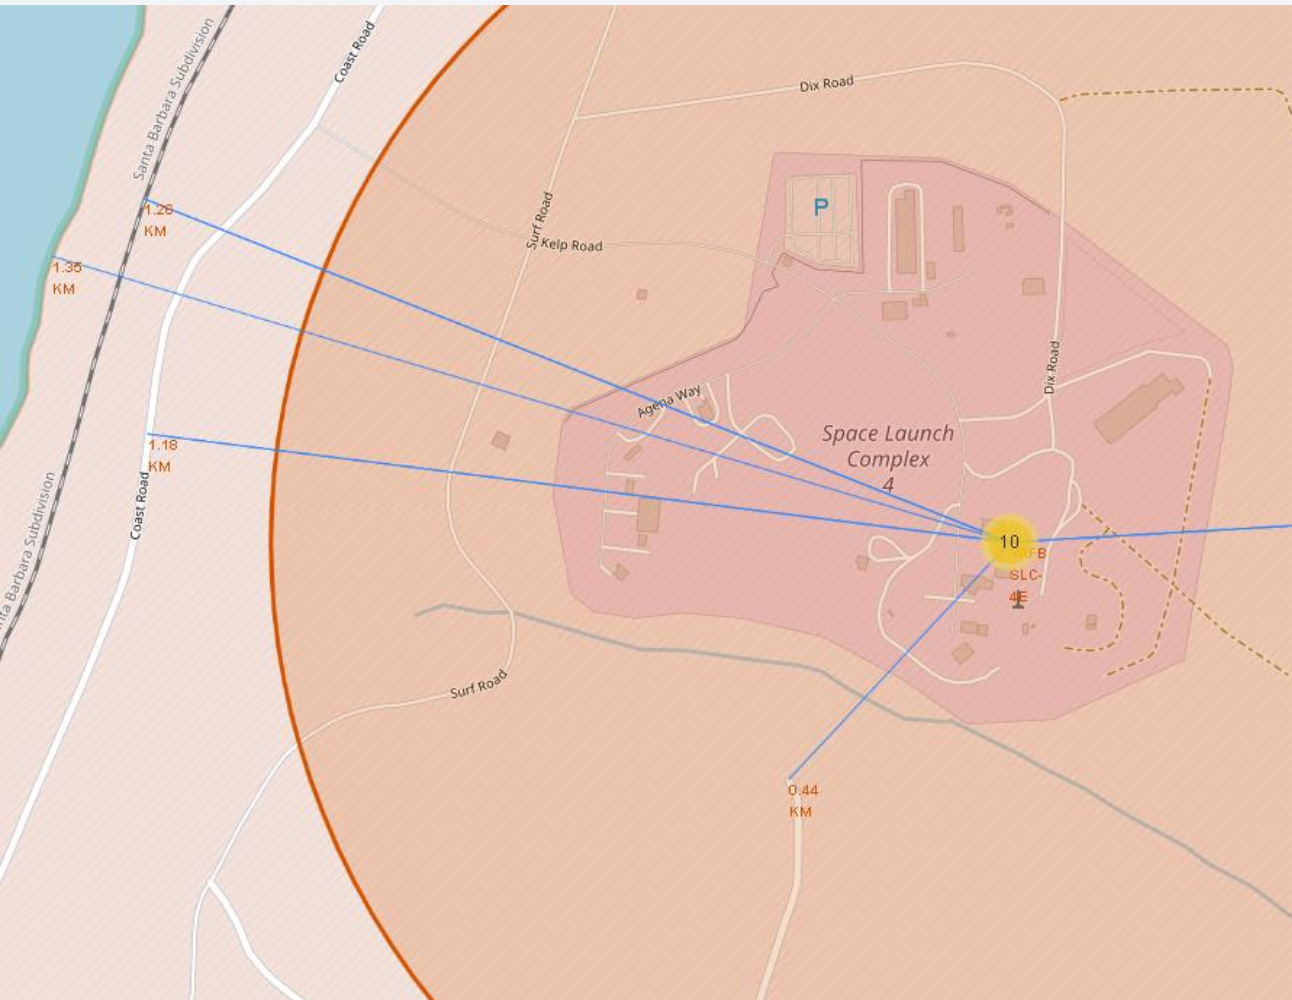 Santa Barbara Subdivision
Coast Road
Dix Road
Surf Road
P
1.26
KM
Kelp Road
1.35
KM
Dix Road
Agena Way
1.18
KM
Space Launch
Complex
4
Coast Road
10
AFB
SLC-
4E
Santa Barbara Subdivision
Surf Road
0.44
KM